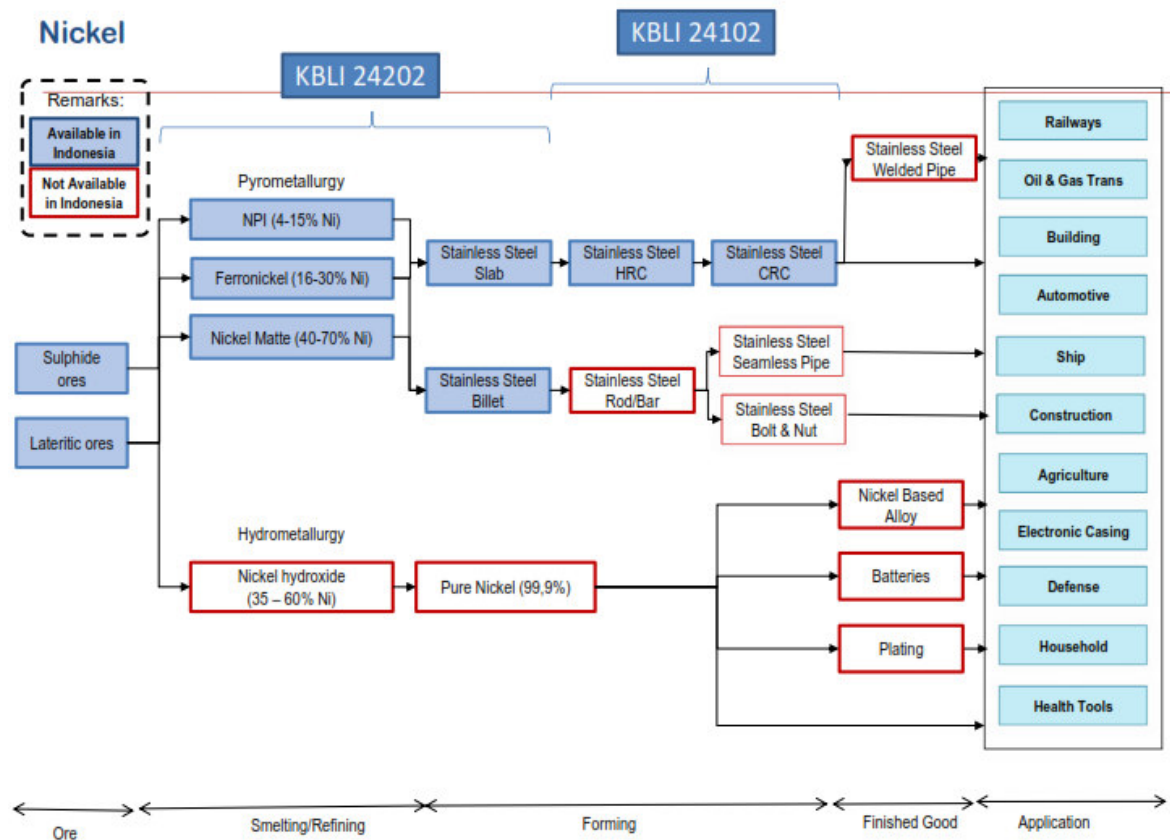 Nickel
KBLI 24202
KBLI 24102
Remarks:
Available in
Indonesia
Not Available
in Indonesia
Pyrometallurgy
NPI (4-15% Ni)
Ferronickel (16-30% Ni)
Nickel Matte (40-70% Ni)
Sulphide
ores
Lateritic ores
Stainless Steel
Slab
Stainless Steel
HRC
Stainless Steel
CRC
Stainless Steel
Welded Pipe
Stainless Steel
Billet
Stainless Steel
Rod/Bar
Stainless Steel
Seamless Pipe
Stainless Steel
Bolt & Nut
Hydrometallurgy
Nickel hydroxide
(35 – 60% Ni)
Pure Nickel (99,9%)
Nickel Based
Alloy
Batteries
Plating
Railways
Oil & Gas Trans
Building
Automotive
Ship
Construction
Agriculture
Electronic Casing
Defense
Household
Health Tools
Ore
Smelting/Refining
Forming
Finished Good
Application